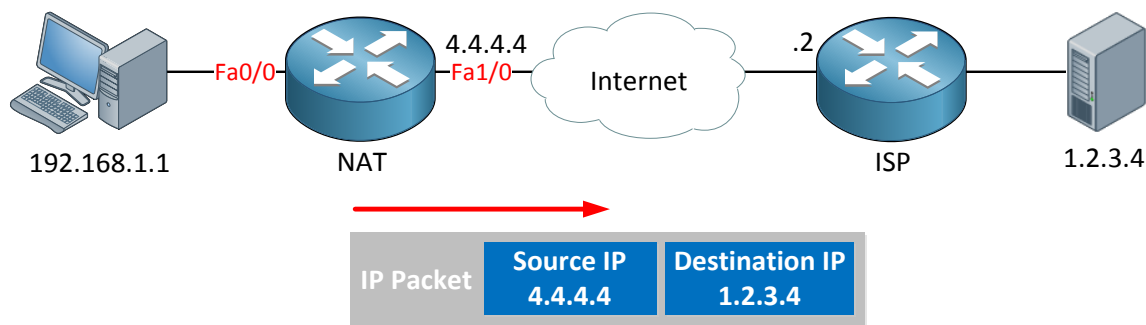 4.4.4.4
.2
Fa0/0
Fa1/0
Internet
192.168.1.1
NAT
ISP
1.2.3.4
IP Packet
Source IP
4.4.4.4
Destination IP
1.2.3.4